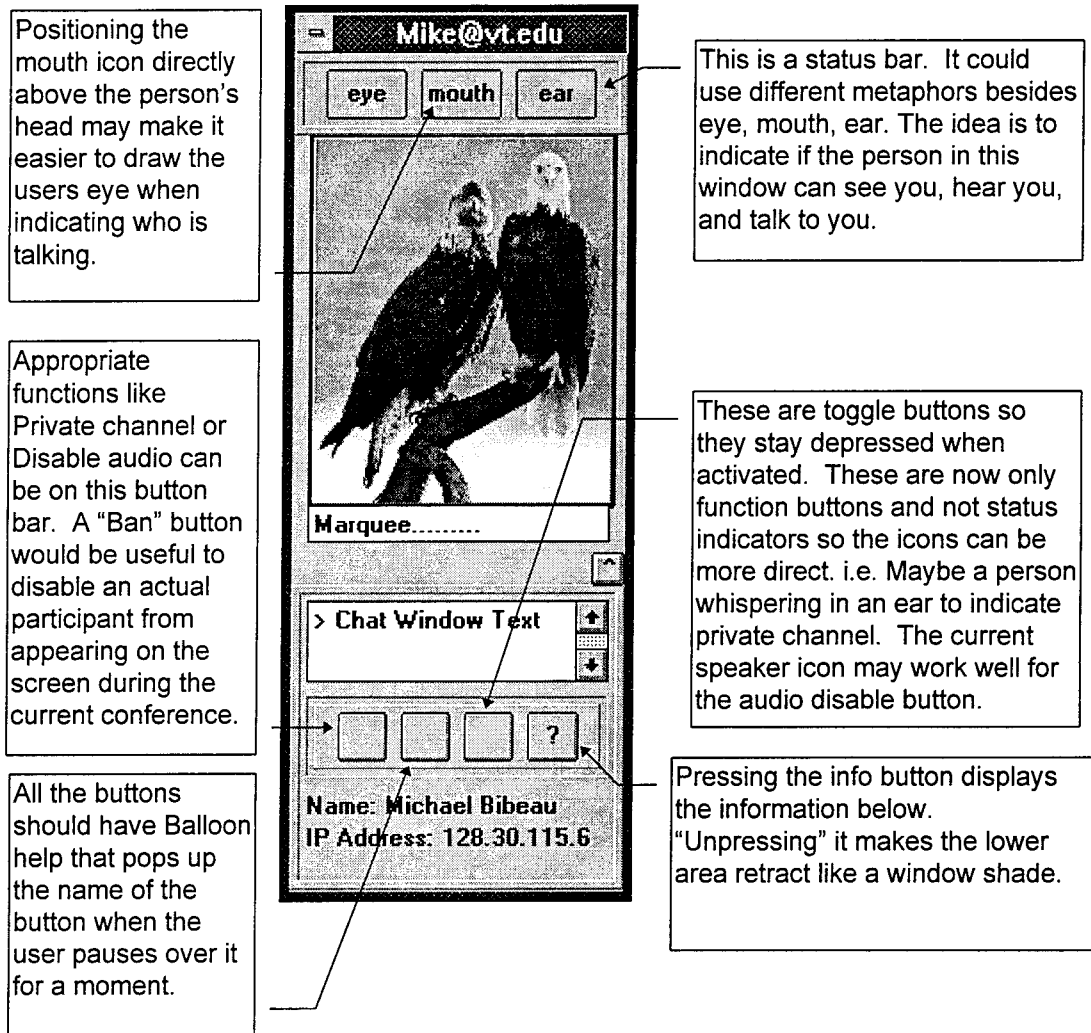 Positioning the
mouth icon directly
above the person's
head may make it
easier to draw the
users eye when
indicating who is
talking.
Appropriate
functions like
Private channel or
Disable audio can
be on this button
bar. A “Ban” button
would be useful to
disable an actual
participant from
appearing on the
screen during the
current conference.
All the buttons
should have Balloon
help that pops up
the name of the
button when the
user pauses over it
for a moment.
Mike@vt.edu
eye mouth ear
Marquee.........
> Chat Window Text
?
Name: Michael Bibeau
IP Address: 128.30.115.6
This is a status bar. It could
use different metaphors besides
eye, mouth, ear. The idea is to
indicate if the person in this
window can see you, hear you,
and talk to you.
These are toggle buttons so
they stay depressed when
activated. These are now only
function buttons and not status
indicators so the icons can be
more direct. i.e. Maybe a person
whispering in an ear to indicate
private channel. The current
speaker icon may work well for
the audio disable button.
Pressing the info button displays
the information below.
“Unpressing” it makes the lower
area retract like a window shade.